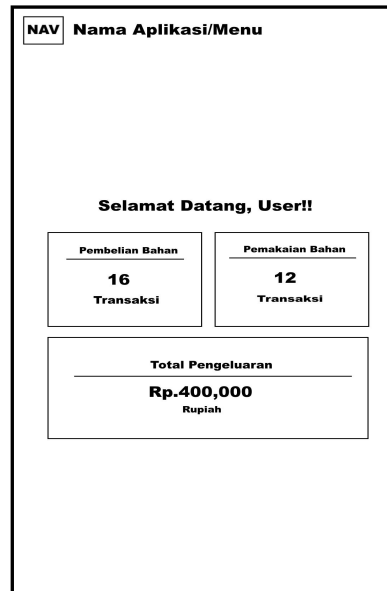 NAV Nama Aplikasi/Menu
Selamat Datang, User!!
Pembelian Bahan
16
Transaksi
Pemakaian Bahan
12
Transaksi
Total Pengeluaran
Rp.400,000
Rupiah